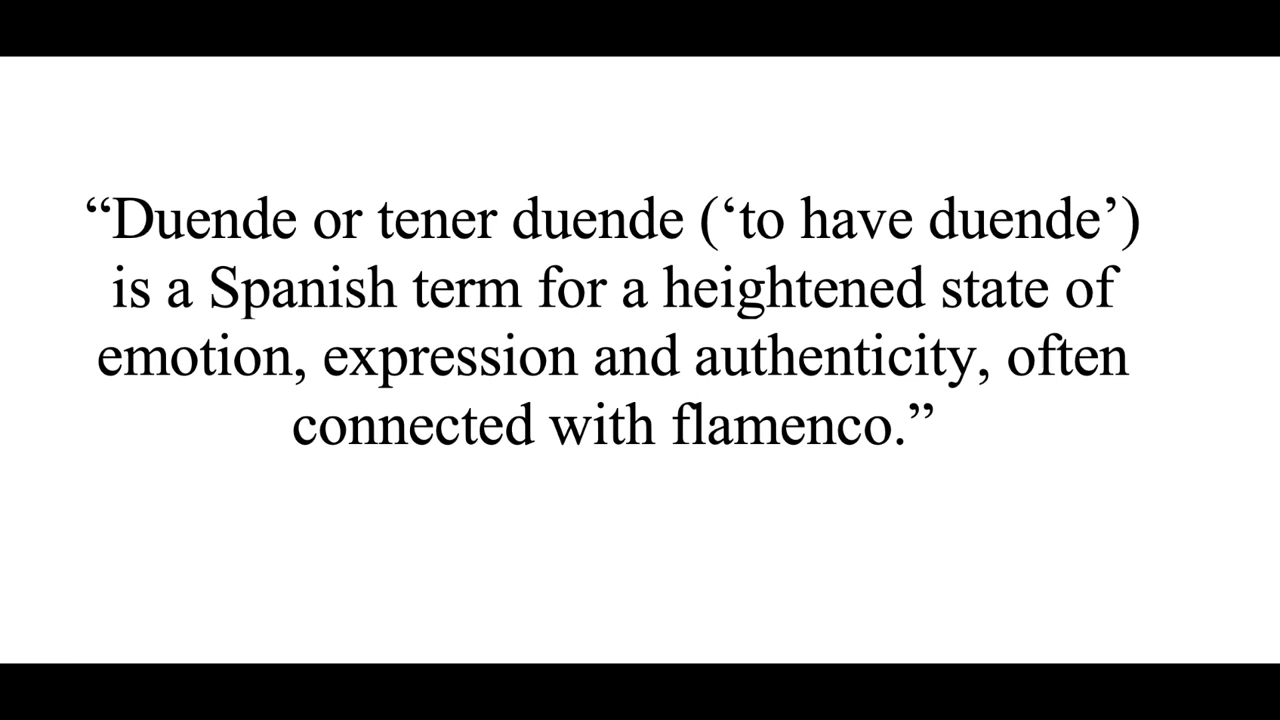 “Duende or tener duende (‘to have duende’)
is a Spanish term for a heightened state of
emotion, expression and authenticity, often
connected with flamenco.”